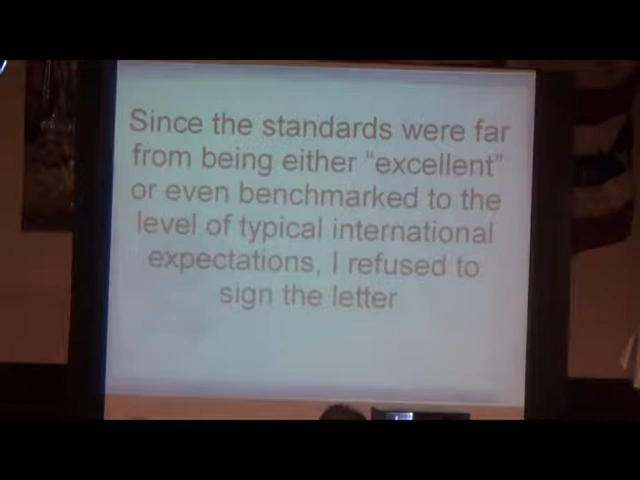 Since the standards were far
from being either “excellent”
or even benchmarked to the
level of typical international
expectations, I refused to
sign the letter